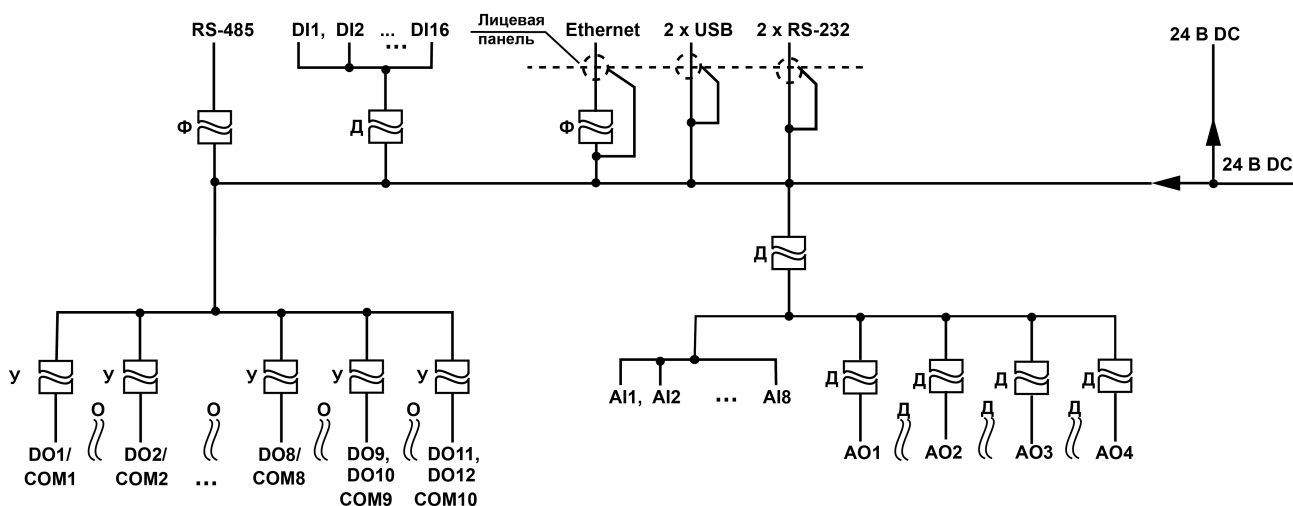 RS-485
DI1, DI2 ... DI16
...
Лицевая
панель
Ethernet
2 x USB
2 x RS-232
24 В DC
Ф
Д
Ф
24 В DC
Д
У
У
У
У
У
О
О
О
О
DO1/
COM1
DO2/
COM2
...
DO8/
COM8
DO9,
DO10
COM9
DO11,
DO12
COM10
AI1, AI2 ... AI8
Д
Д
Д
Д
Д
Д
Д
AO1
AO2
AO3
AO4